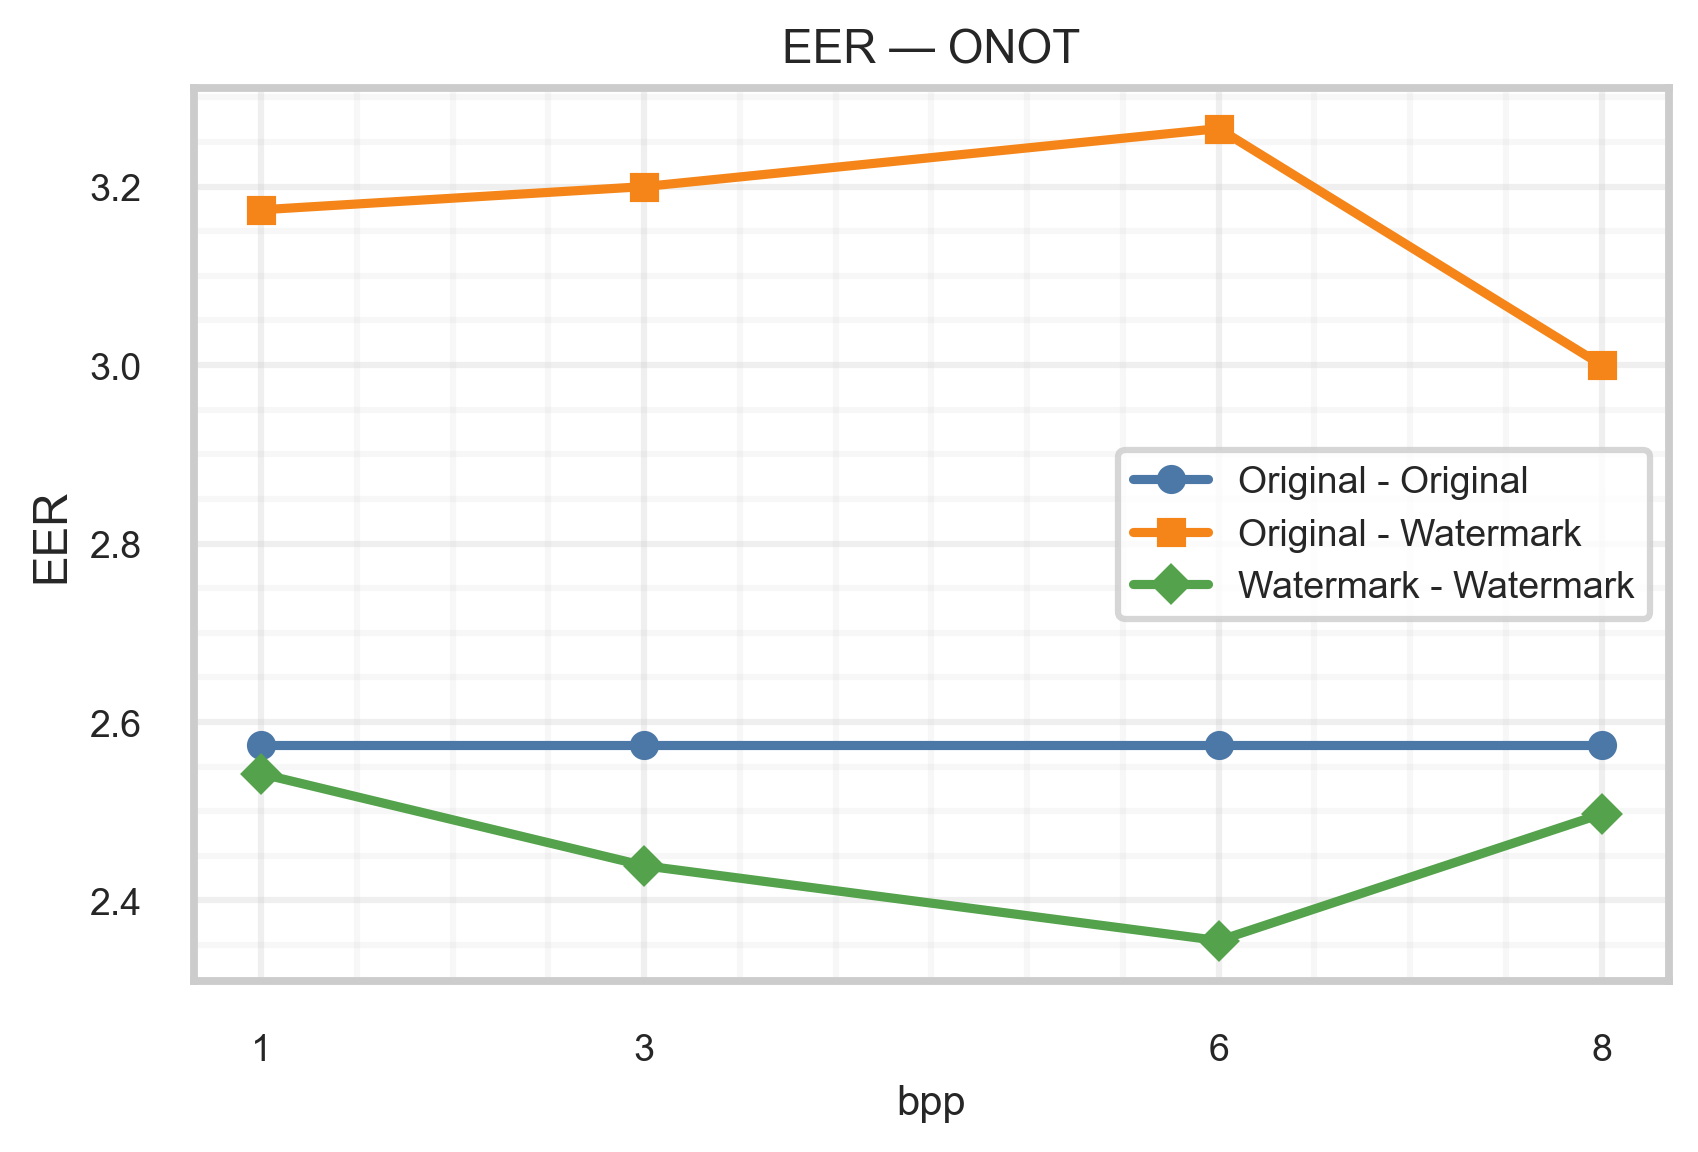 EER — ONOT
EER
3.2
3.0
2.8
2.6
2.4
Original - Original
Original - Watermark
Watermark - Watermark
1 3 6 8
bpp